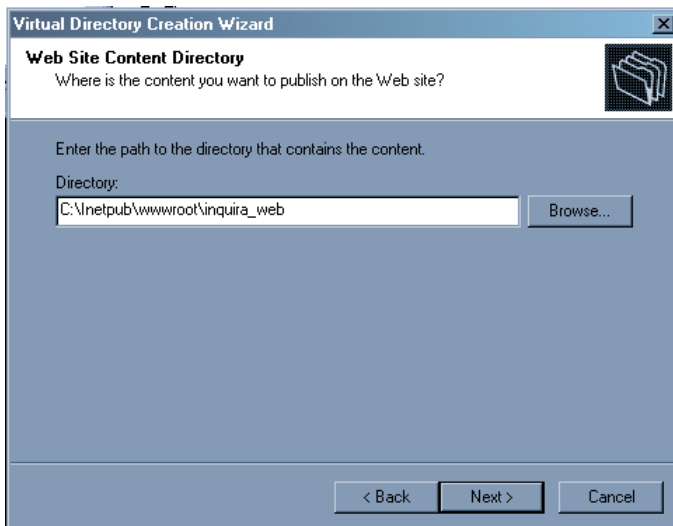 Virtual Directory Creation Wizard
Web Site Content Directory
Where is the content you want to publish on the Web site?
Enter the path to the directory that contains the content.
Directory:
C:\Inetpub\wwwroot\inquira_web
Browse...
< Back
Next >
Cancel